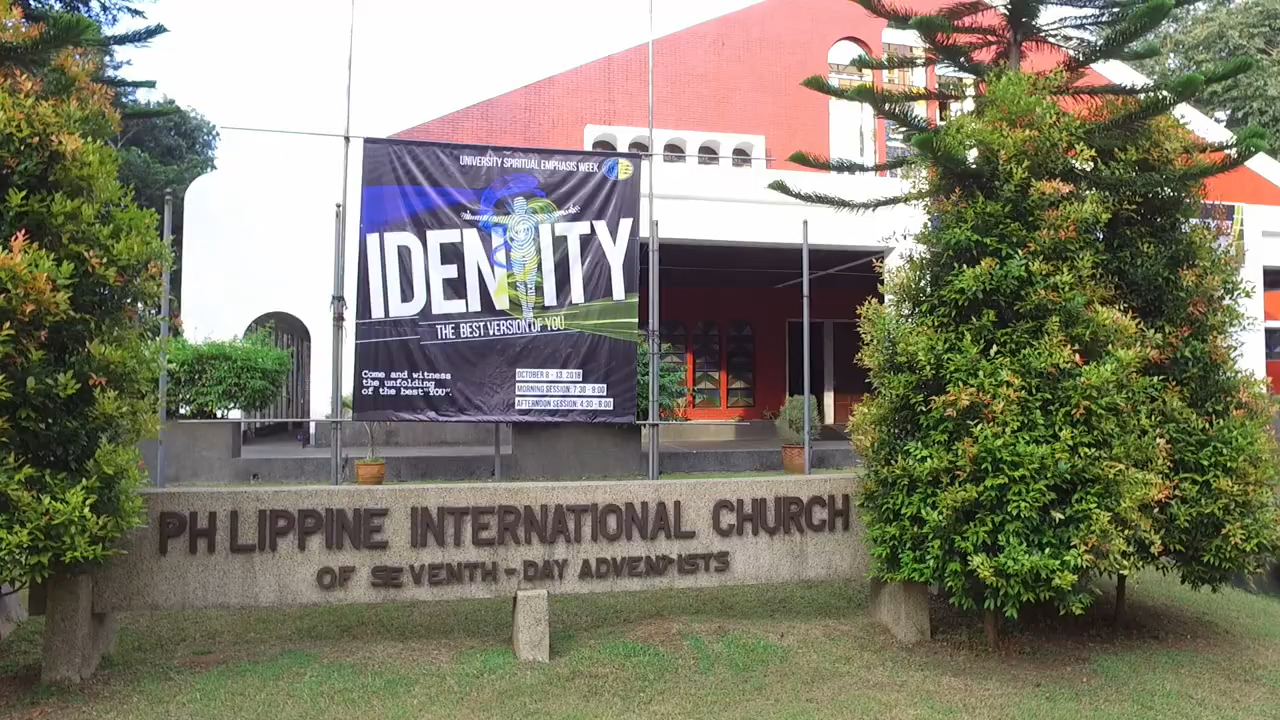 UNIVERSITY SPIRITUAL EMPHASIS WEEK
IDENTITY
THE BEST VERSION OF YOU
Come and witness
the unfolding
of the best"YOU".
OCTOBER 8 - 13, 2018
MORNING SESSION: 7:30 - 9:00
AFTERNOON SESSION: 4:30 - 6:00
PH LIPPINE INTERNATIONAL CHURCH
OF SEVENTH-DAY ADVENTISTS